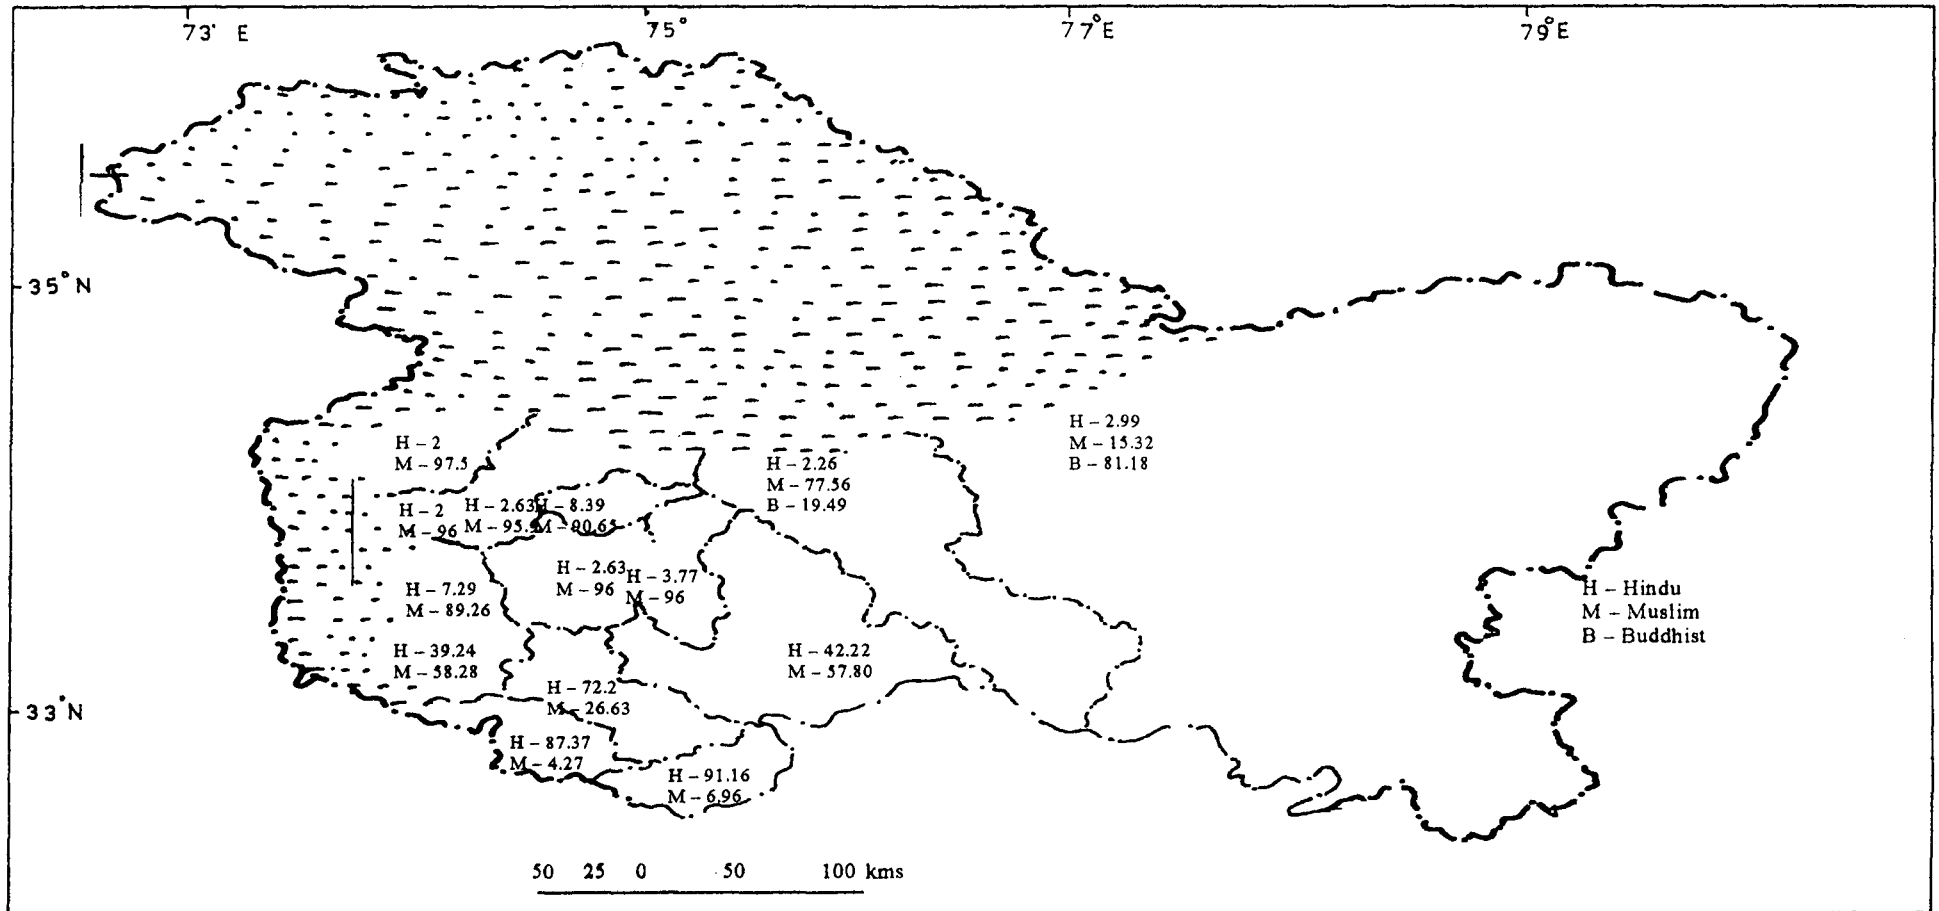 73° E
75°
77°E
79°E
35°N
33°N
H – 2
M – 97.5
H – 2.99
M – 15.32
B – 81.18
H – 2.26
M – 77.56
B – 19.49
H – 2
M – 96
H – 2.63
M – 95.
H – 8.39
M – 90.65
H – 2.63
M – 96
H – 3.77
M – 96
H – 7.29
M – 89.26
H – 39.24
M – 58.28
H – 42.22
M – 57.80
H – 72.2
M – 26.63
H – 87.37
M – 4.27
H – 91.16
M – 6.96
H – Hindu
M – Muslim
B – Buddhist
50 25 0 50 100 kms